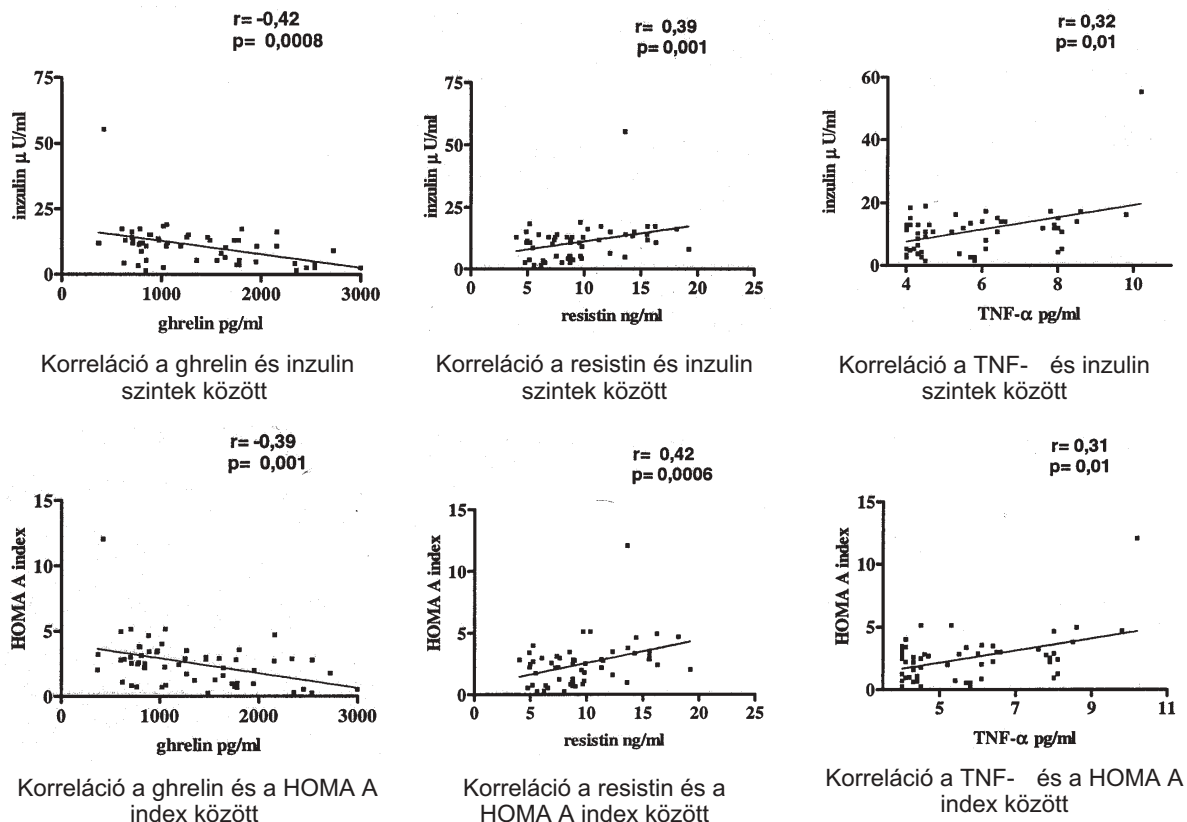 r= -0,42
p= 0,0008
75
50
25
0
inzulin µ U/ml
0 1000 2000 3000
ghrelin pg/ml
Korreláció a ghrelin és inzulin
szintek között
r= 0,39
p= 0,001
75
50
25
0
inzulin µ U/ml
0 5 10 15 20 25
resistin ng/ml
Korreláció a resistin és inzulin
szintek között
r= 0,32
p= 0,01
60
40
20
0
inzulin µ U/ml
4 6 8 10
TNF-α pg/ml
Korreláció a TNF- és inzulin
szintek között
r= -0,39
p= 0,001
15
10
5
0
HOMA A index
0 1000 2000 3000
ghrelin pg/ml
Korreláció a ghrelin és a HOMA A
index között
r= 0,42
p= 0,0006
15
10
5
0
HOMA A index
0 5 10 15 20 25
resistin ng/ml
Korreláció a resistin és a
HOMA A index között
r= 0,31
p= 0,01
15
10
5
0
HOMA A index
5 7 9 11
TNF-α pg/ml
Korreláció a TNF- és a HOMA A
index között